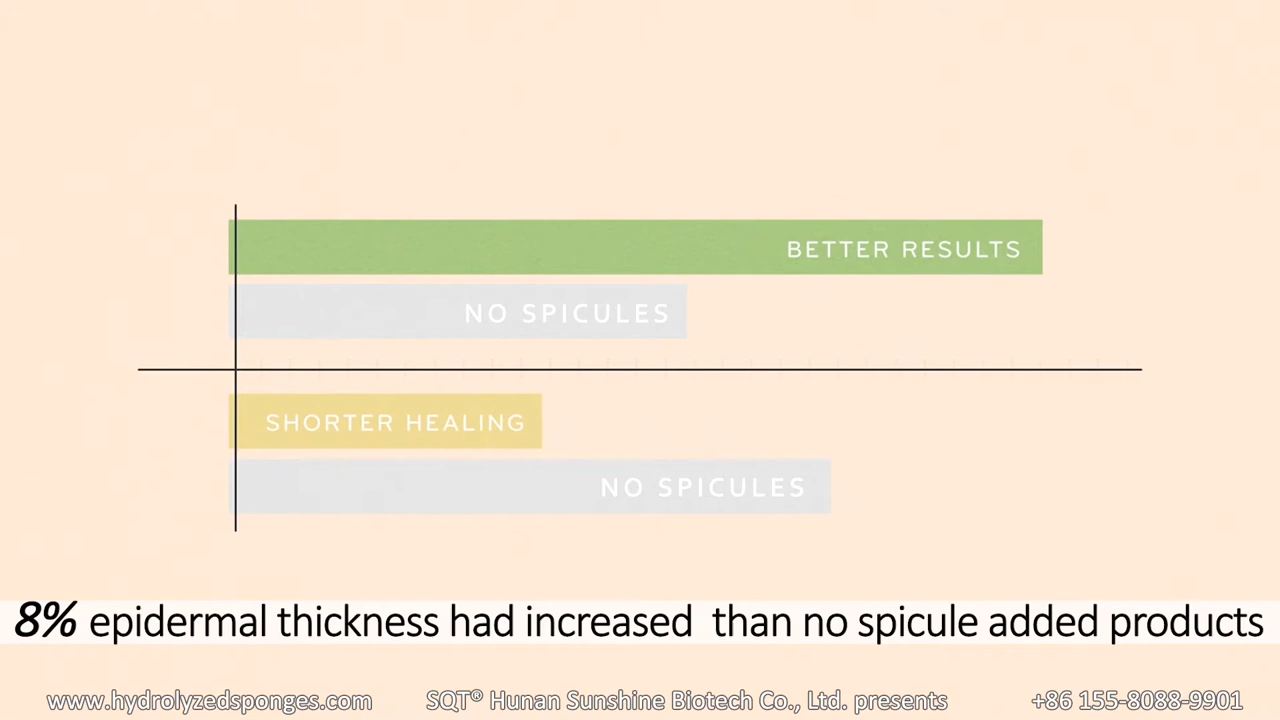 BETTER RESULTS
NO SPICULES
SHORTER HEALING
NO SPICULES
8% epidermal thickness had increased than no spicule added products
www.hydrolyzedsponges.com SQT® Hunan Sunshine Biotech Co., Ltd. presents +86 155-8088-9901